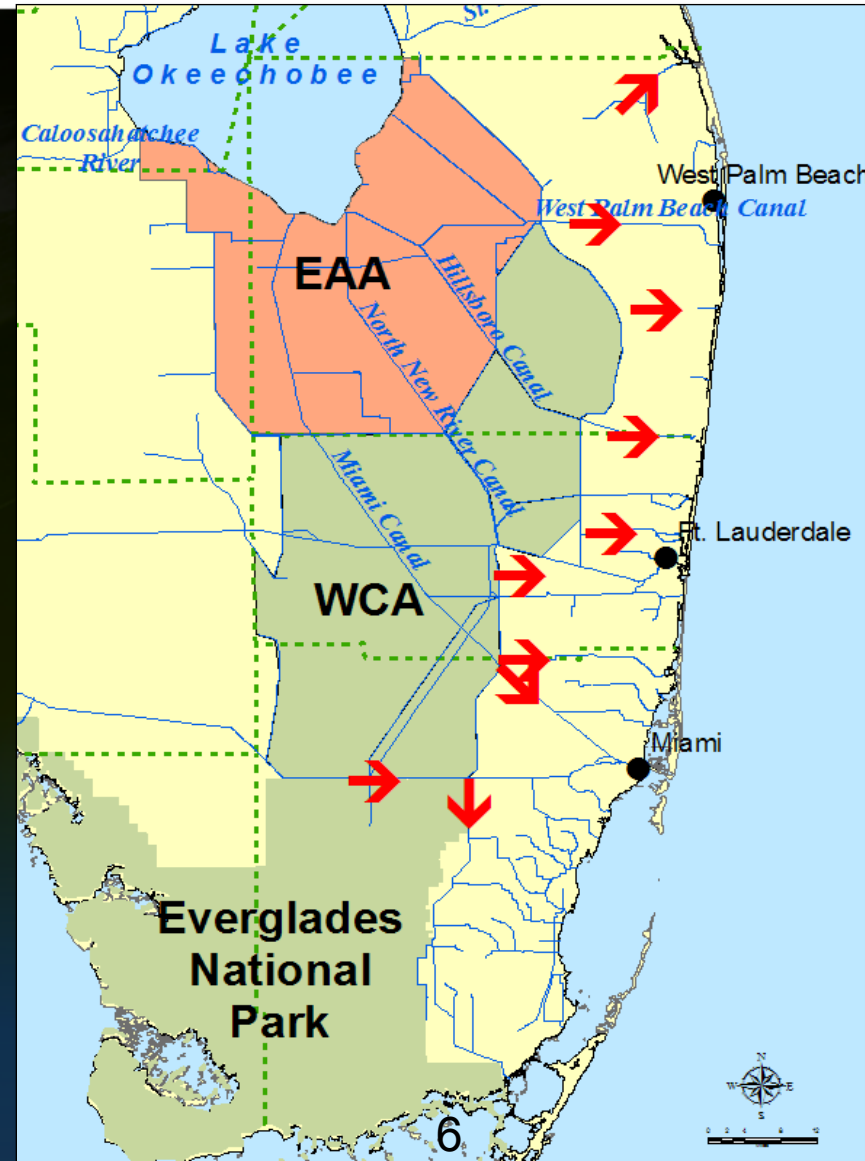 St.
Lake
Okeechobee
Caloosahatchee
River
West Palm Beach
West Palm Beach Canal
EAA
Hillsboro Canal
North New River Canal
Miami Canal
Ft. Lauderdale
WCA
Miami
Everglades
National
Park
N
W E
S
6